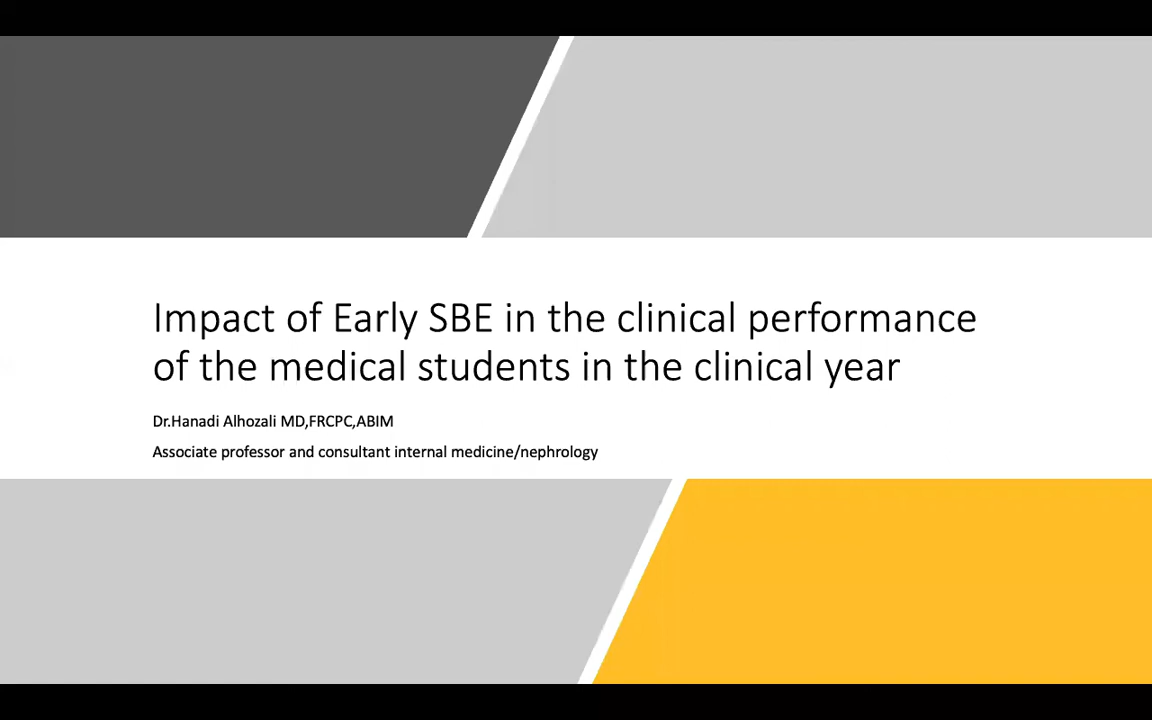 Impact of Early SBE in the clinical performance
of the medical students in the clinical year
Dr.Hanadi Alhozali MD,FRCPC,ABIM
Associate professor and consultant internal medicine/nephrology